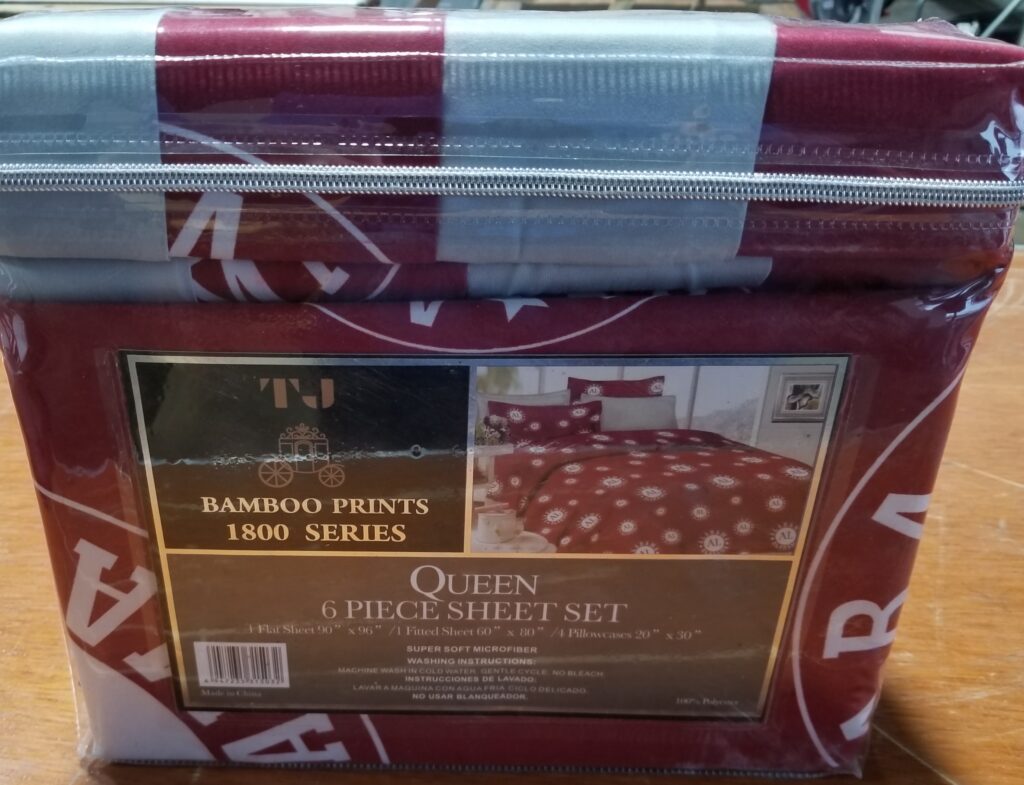 TJ
BAMBOO PRINTS
1800 SERIES
QUEEN
6 PIECE SHEET SET
1 Flat Sheet 90" x 96" /1 Fitted Sheet 60" x 80" /4 Pillowcases 20" x 30"
SUPER SOFT MICROFIBER
WASHING INSTRUCTIONS:
MACHINE WASH IN COLD WATER. GENTLE CYCLE. NO BLEACH
INSTRUCCIONES DE LAVADO:
LAVAR A MAQUINA CON AGUA FRIA CICLO DELICADO.
NO USAR BLANQUEADOR.
Made in China
100% Polyester
AL
ABA